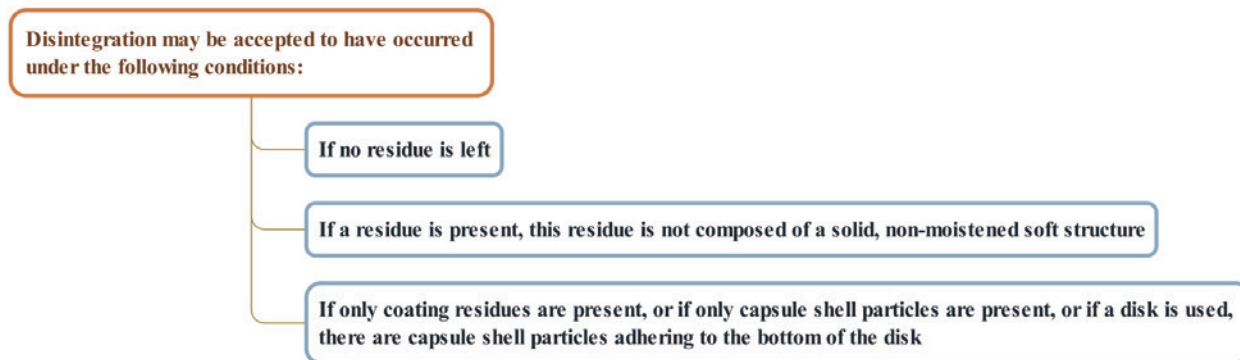 Disintegration may be accepted to have occurred
under the following conditions:
If no residue is left
If a residue is present, this residue is not composed of a solid, non-moistened soft structure
If only coating residues are present, or if only capsule shell particles are present, or if a disk is used,
there are capsule shell particles adhering to the bottom of the disk